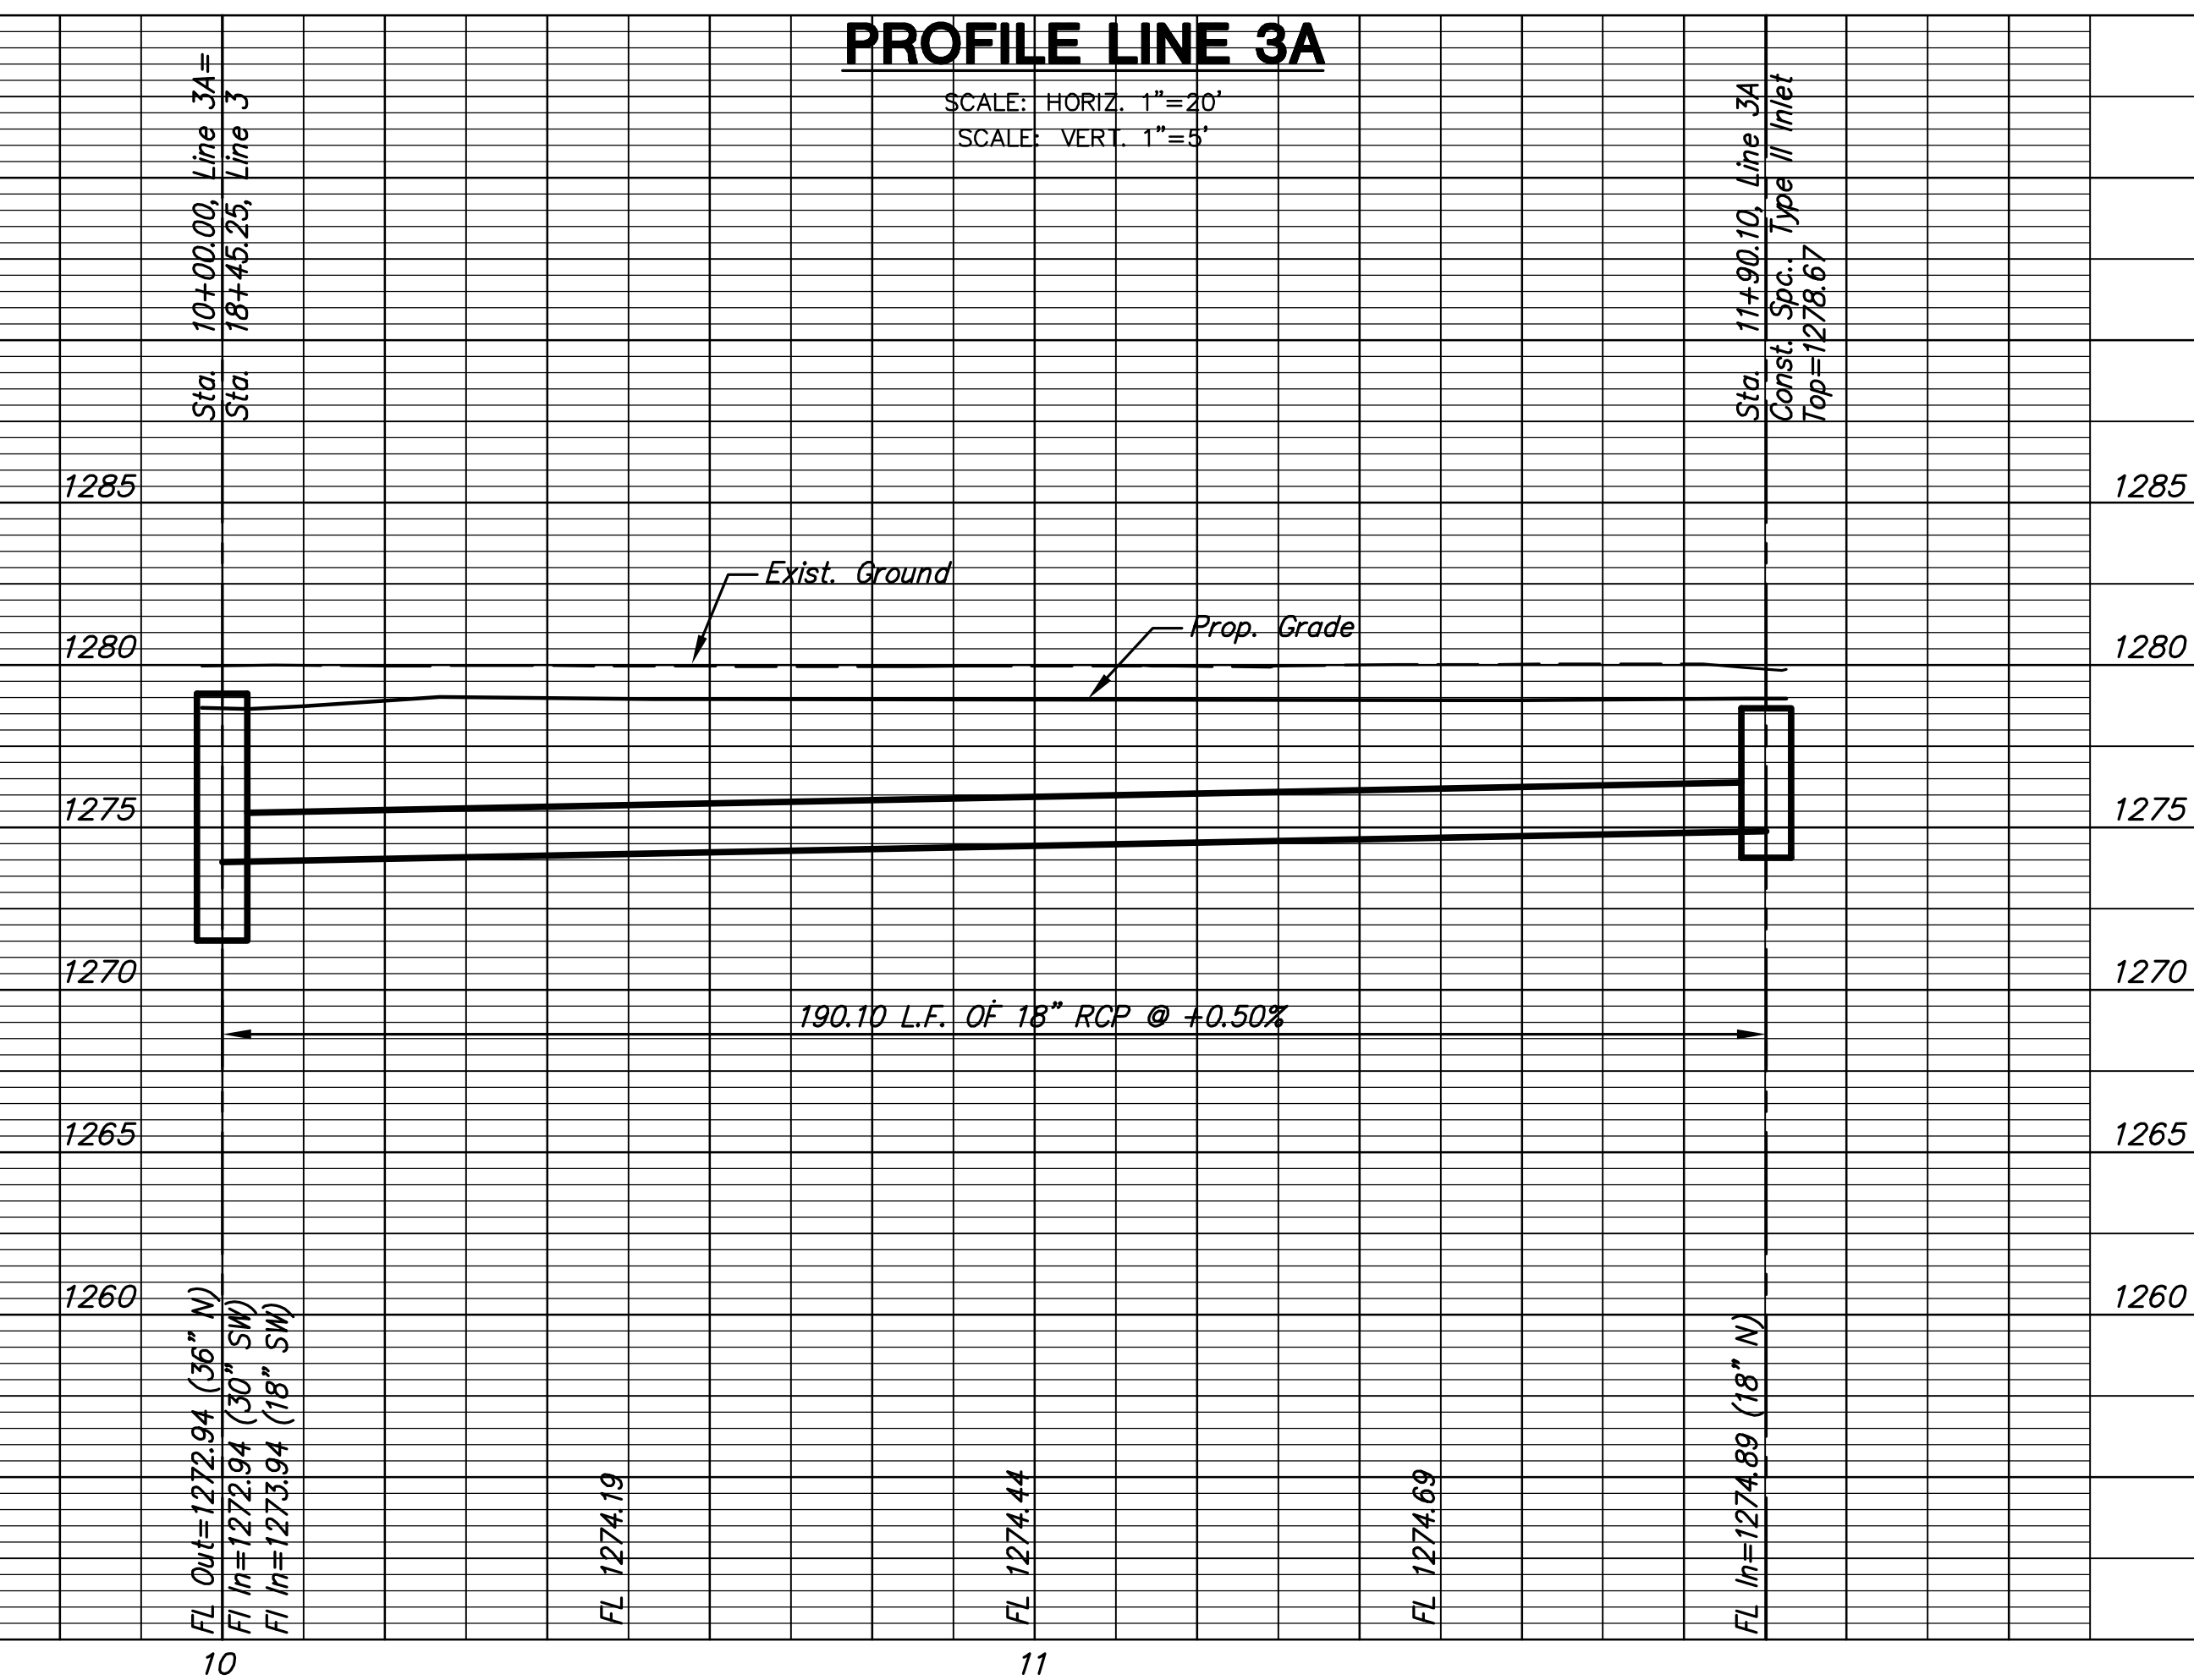 PROFILE LINE 3A
SCALE: HORIZ. 1"=20'
SCALE: VERT. 1"=5'
Sta. 10+00.00, Line 3A=
Sta. 18+45.25, Line 3
Sta. 11+90.10, Line 3A
Const. Spc.. Type II Inlet
Top=1278.67
1285
1285
Exist. Ground
Prop. Grade
1280
1280
1275
1275
1270
1270
190.10 L.F. OF 18" RCP @ +0.50%
1265
1265
1260
1260
FL Out=1272.94 (36" N)
Fl In=1272.94 (30" SW)
Fl In=1273.94 (18" SW)
FL 1274.19
FL 1274.44
FL 1274.69
FL In=1274.89 (18" N)
10
11